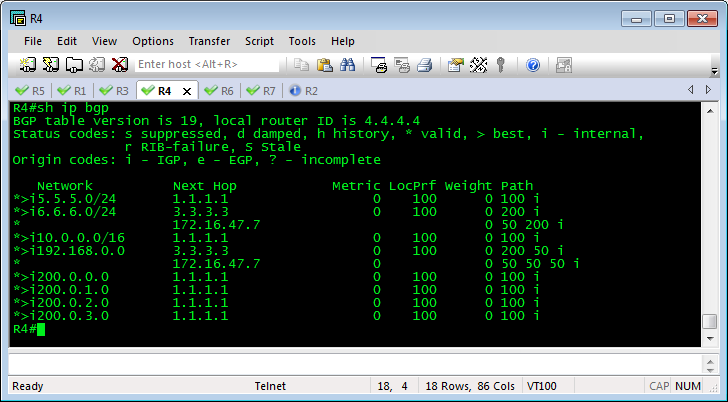 R4
File Edit View Options Transfer Script Tools Help
Enter host <Alt+R>
R5 R1 R3 R4 R6 R7 R2
R4#sh ip bgp
BGP table version is 19, local router ID is 4.4.4.4
Status codes: s suppressed, d damped, h history, * valid, > best, i - internal,
              r RIB-failure, S Stale
Origin codes: i - IGP, e - EGP, ? - incomplete

   Network          Next Hop            Metric LocPrf Weight Path
*>i5.5.5.0/24       1.1.1.1                  0    100      0 100 i
*>i6.6.6.0/24       3.3.3.3                  0    100      0 200 i
*                   172.16.47.7              0             0 50 200 i
*>i10.0.0.0/16      1.1.1.1                  0    100      0 100 i
*>i192.168.0.0      3.3.3.3                  0    100      0 200 50 i
*                   172.16.47.7              0             0 50 50 50 i
*>i200.0.0.0        1.1.1.1                  0    100      0 100 i
*>i200.0.1.0        1.1.1.1                  0    100      0 100 i
*>i200.0.2.0        1.1.1.1                  0    100      0 100 i
*>i200.0.3.0        1.1.1.1                  0    100      0 100 i
R4#
Ready Telnet 18, 4 18 Rows, 86 Cols VT100 CAP NUM